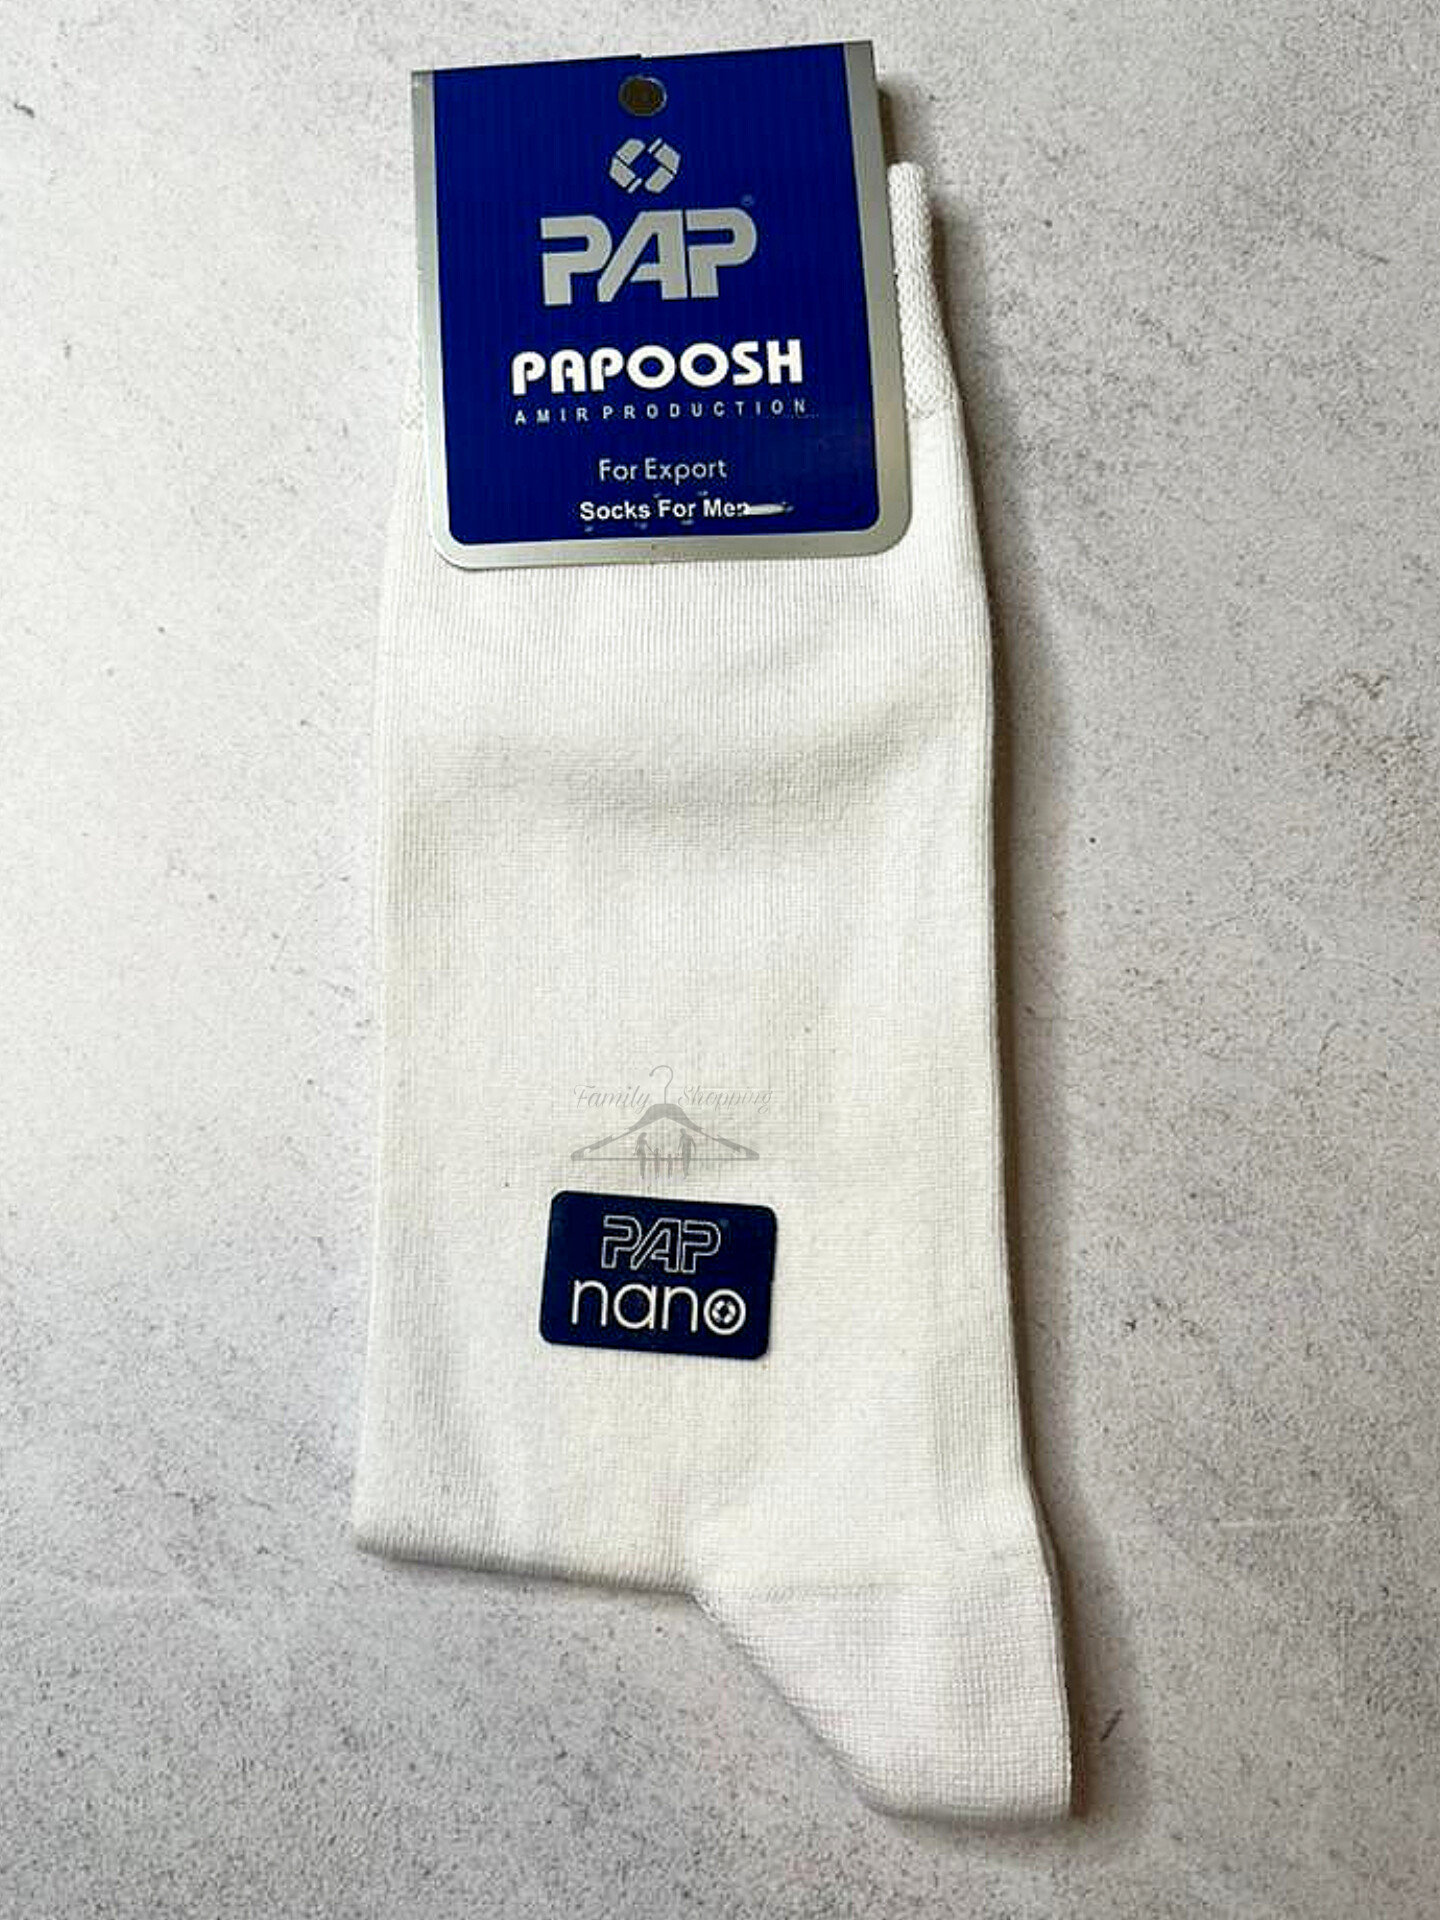 PAP®
PAPOOSH
AMIR PRODUCTION
For Export
Socks For Men
Family Shopping
PAP
nano